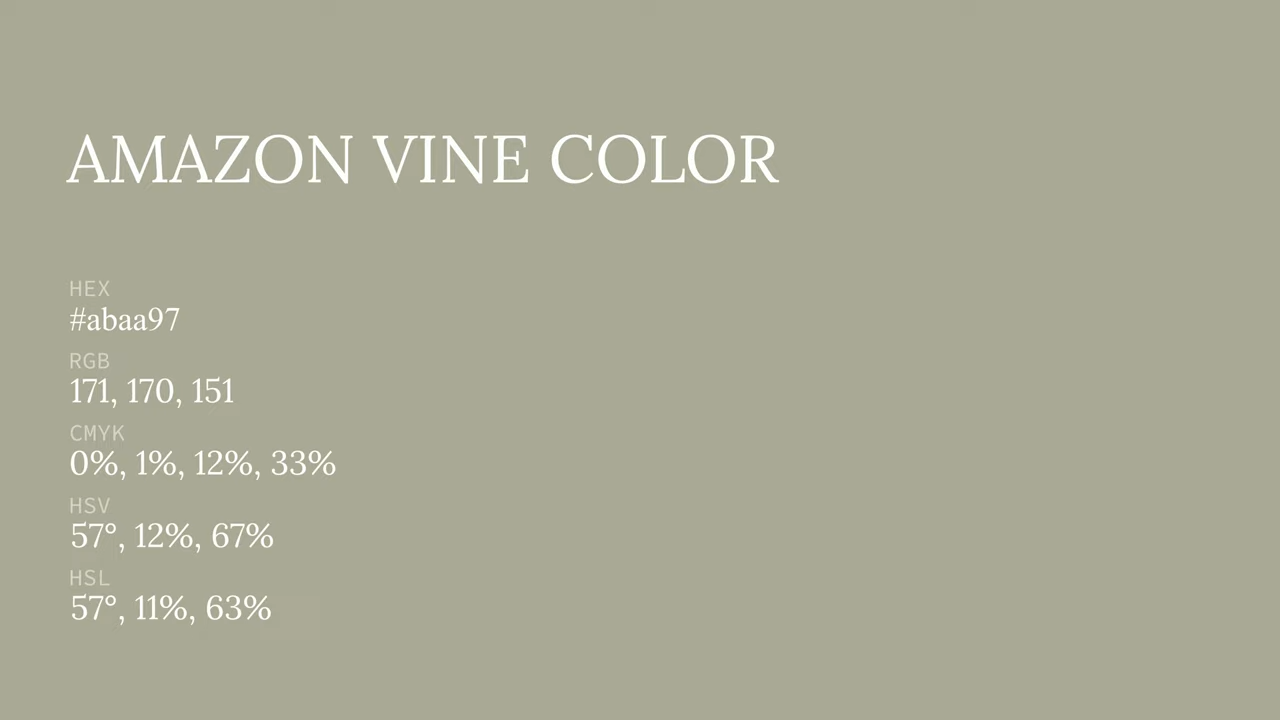 AMAZON VINE COLOR
HEX
#abaa97
RGB
171, 170, 151
CMYK
0%, 1%, 12%, 33%
HSV
57°, 12%, 67%
HSL
57°, 11%, 63%